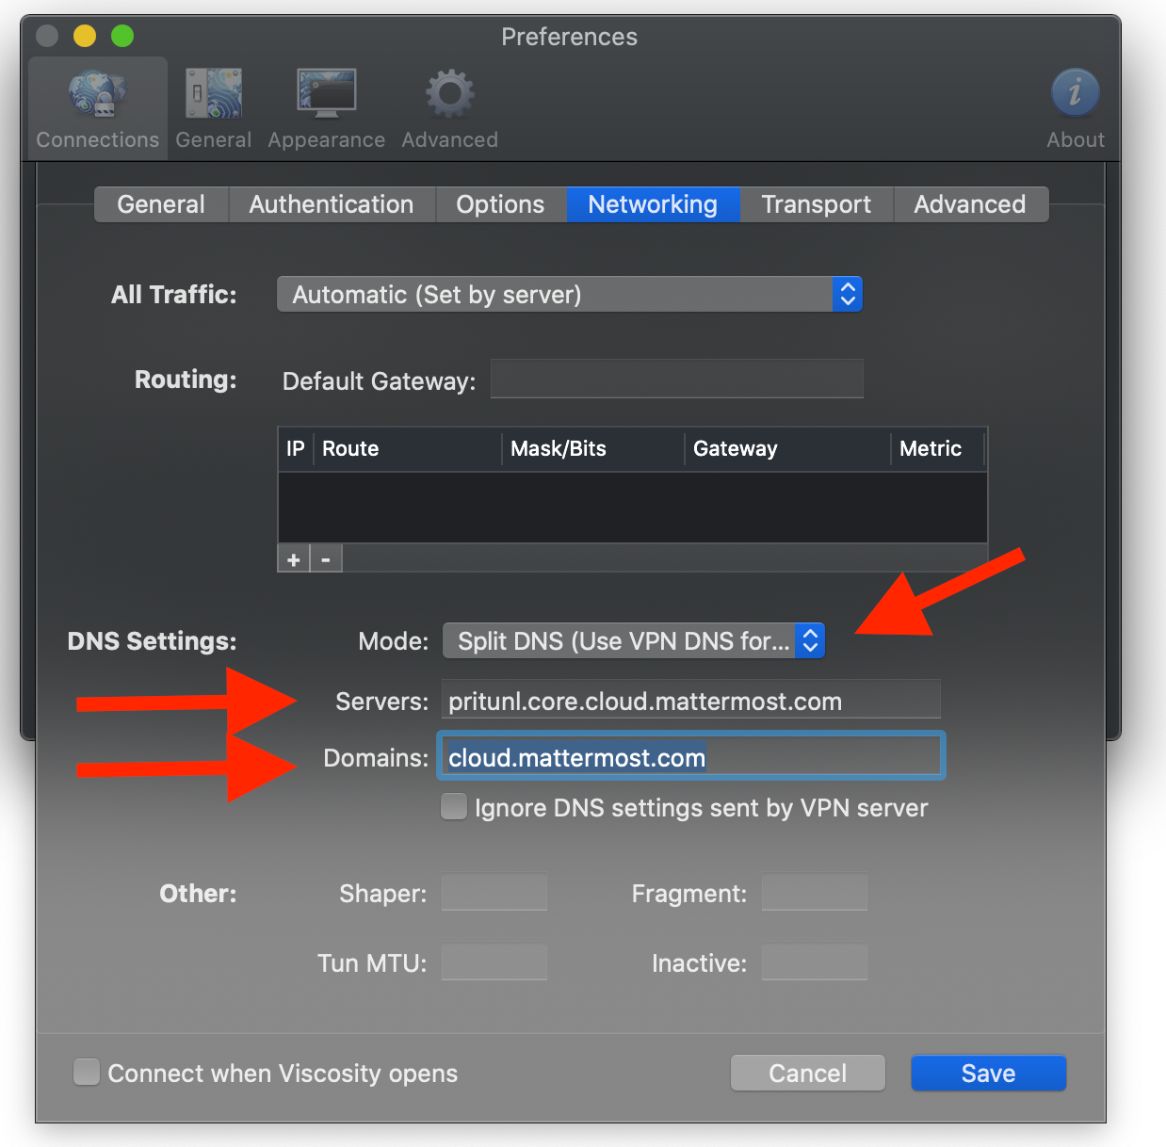 Preferences
Connections General Appearance Advanced About
General Authentication Options Networking Transport Advanced
All Traffic: Automatic (Set by server)
Routing: Default Gateway:
IP Route Mask/Bits Gateway Metric
+ -
DNS Settings: Mode: Split DNS (Use VPN DNS for...
Servers: pritunl.core.cloud.mattermost.com
Domains: cloud.mattermost.com
Ignore DNS settings sent by VPN server
Other: Shaper: Fragment:
Tun MTU: Inactive:
Connect when Viscosity opens Cancel Save